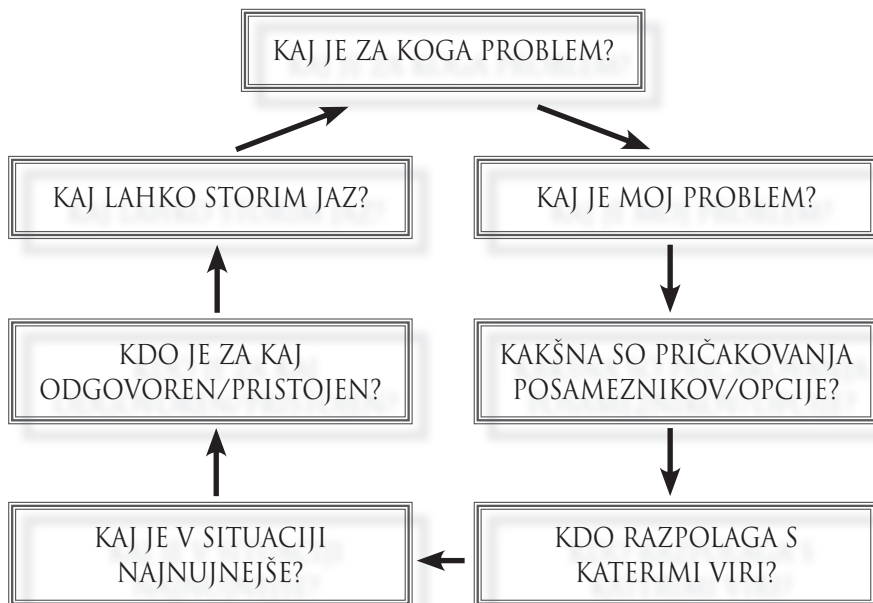 KAJ JE ZA KOGA PROBLEM?
KAJ LAHKO STORIM JAZ?
KAJ JE MOJ PROBLEM?
KDO JE ZA KAJ
ODGOVOREN/PRISTOJEN?
KAKŠNA SO PRIČAKOVANJA
POSAMEZNIKOV/OPCIJE?
KAJ JE V SITUACIJI
NAJNUJNEJŠE?
KDO RAZPOLAGA S
KATERIMI VIRI?